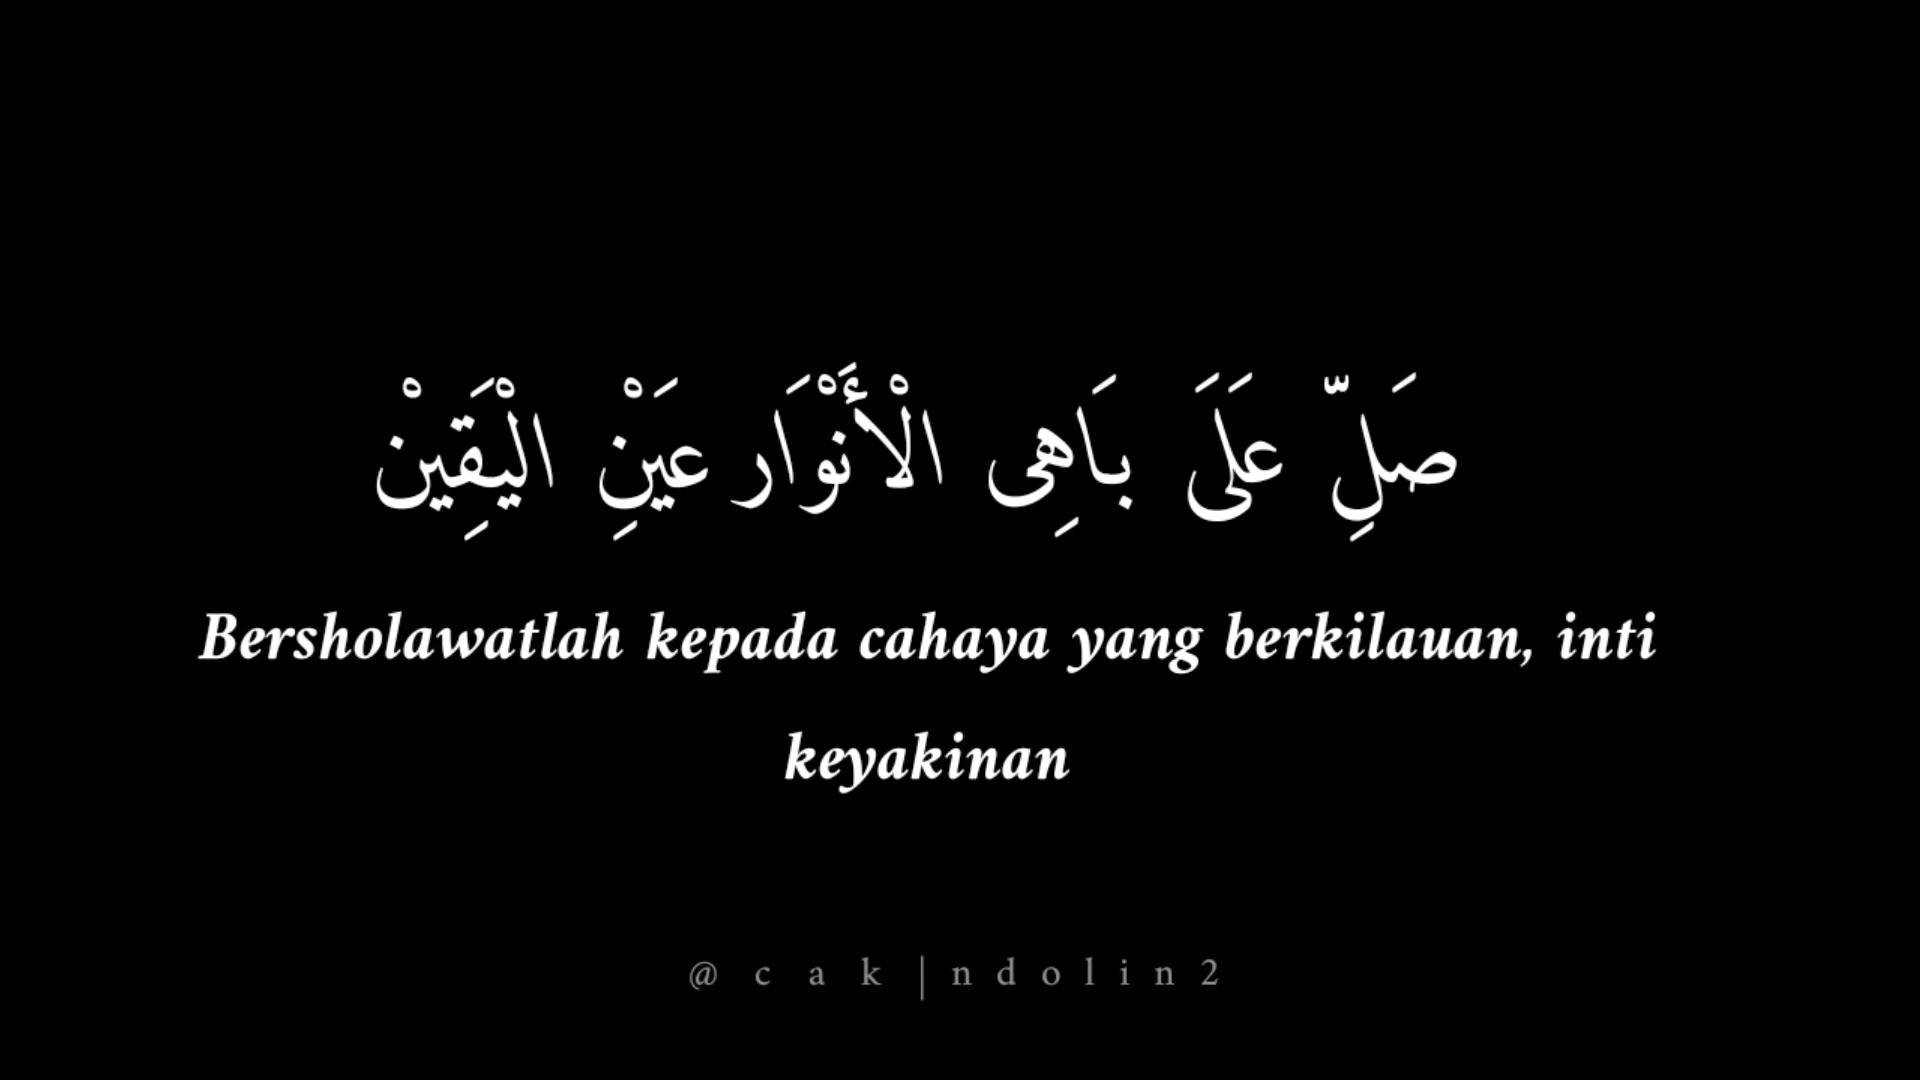 صَلِّ عَلَى بَاهِى الْأَنْوَار عَيْنِ الْيَقِيْنْ
Bersholawatlah kepada cahaya yang berkilauan, inti
keyakinan
@ c a k | n d o l i n 2